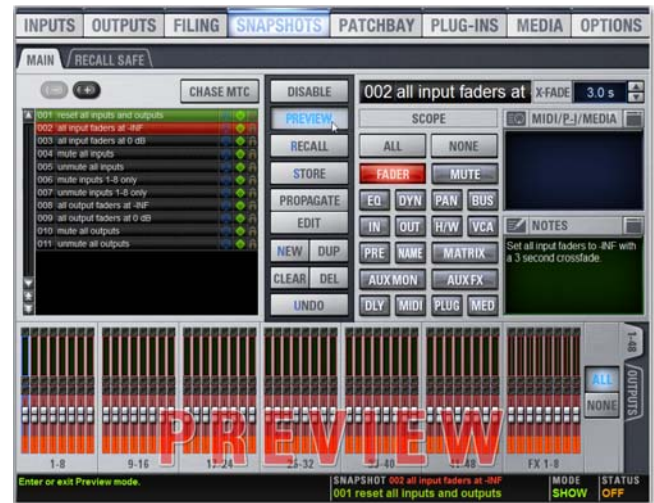 INPUTS OUTPUTS FILING SNAPSHOTS PATCHBAY PLUG-INS MEDIA OPTIONS
MAIN RECALL SAFE
(-) (+) CHASE MTC
001 reset all inputs and outputs
002 all input faders at -INF
003 all input faders at 0 dB
004 mute all inputs
005 unmute all inputs
006 mute inputs 1-8 only
007 unmute inputs 1-8 only
008 all output faders at -INF
009 all output faders at 0 dB
010 mute all outputs
011 unmute all outputs
DISABLE
PREVIEW
RECALL
STORE
PROPAGATE
EDIT
NEW DUP
CLEAR DEL
UNDO
002 all input faders at X-FADE 3.0 s
SCOPE
ALL NONE
FADER MUTE
EQ DYN PAN BUS
IN OUT H/W VCA
PRE NAME MATRIX
AUX MON AUX FX
DLY MIDI PLUG MED
MIDI/P-J/MEDIA
NOTES
Set all input faders to -INF with
a 3 second crossfade.
PREVIEW
1-8 9-16 17-24 25-32 33-40 41-48 FX 1-8
ALL
NONE
1-48
OUTPUTS
Enter or exit Preview mode.
SNAPSHOT 002 all input faders at -INF
001 reset all inputs and outputs
MODE
SHOW
STATUS
OFF